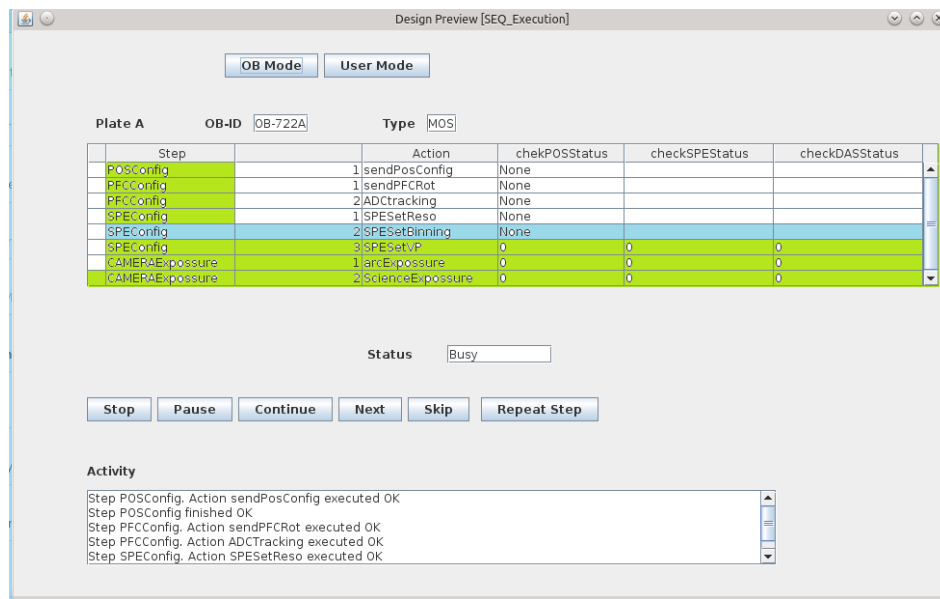 Design Preview [SEQ_Execution]
OB Mode User Mode
Plate A OB-ID OB-722A Type MOS
Step Action chekPOSStatus checkSPEStatus checkDASStatus
POSConfig 1 sendPosConfig None
PFCConfig 1 sendPFCRot None
PFCConfig 2 ADCtracking None
SPEConfig 1 SPESetReso None
SPEConfig 2 SPESetBinning None
SPEConfig 3 SPESetVP 0 0 0
CAMERAExpossure 1 arcExpossure 0 0 0
CAMERAExpossure 2 ScienceExpossure 0 0 0
Status Busy
Stop Pause Continue Next Skip Repeat Step
Activity
Step POSConfig. Action sendPosConfig executed OK
Step POSConfig finished OK
Step PFCConfig. Action sendPFCRot executed OK
Step PFCConfig. Action ADCTracking executed OK
Step SPEConfig. Action SPESetReso executed OK